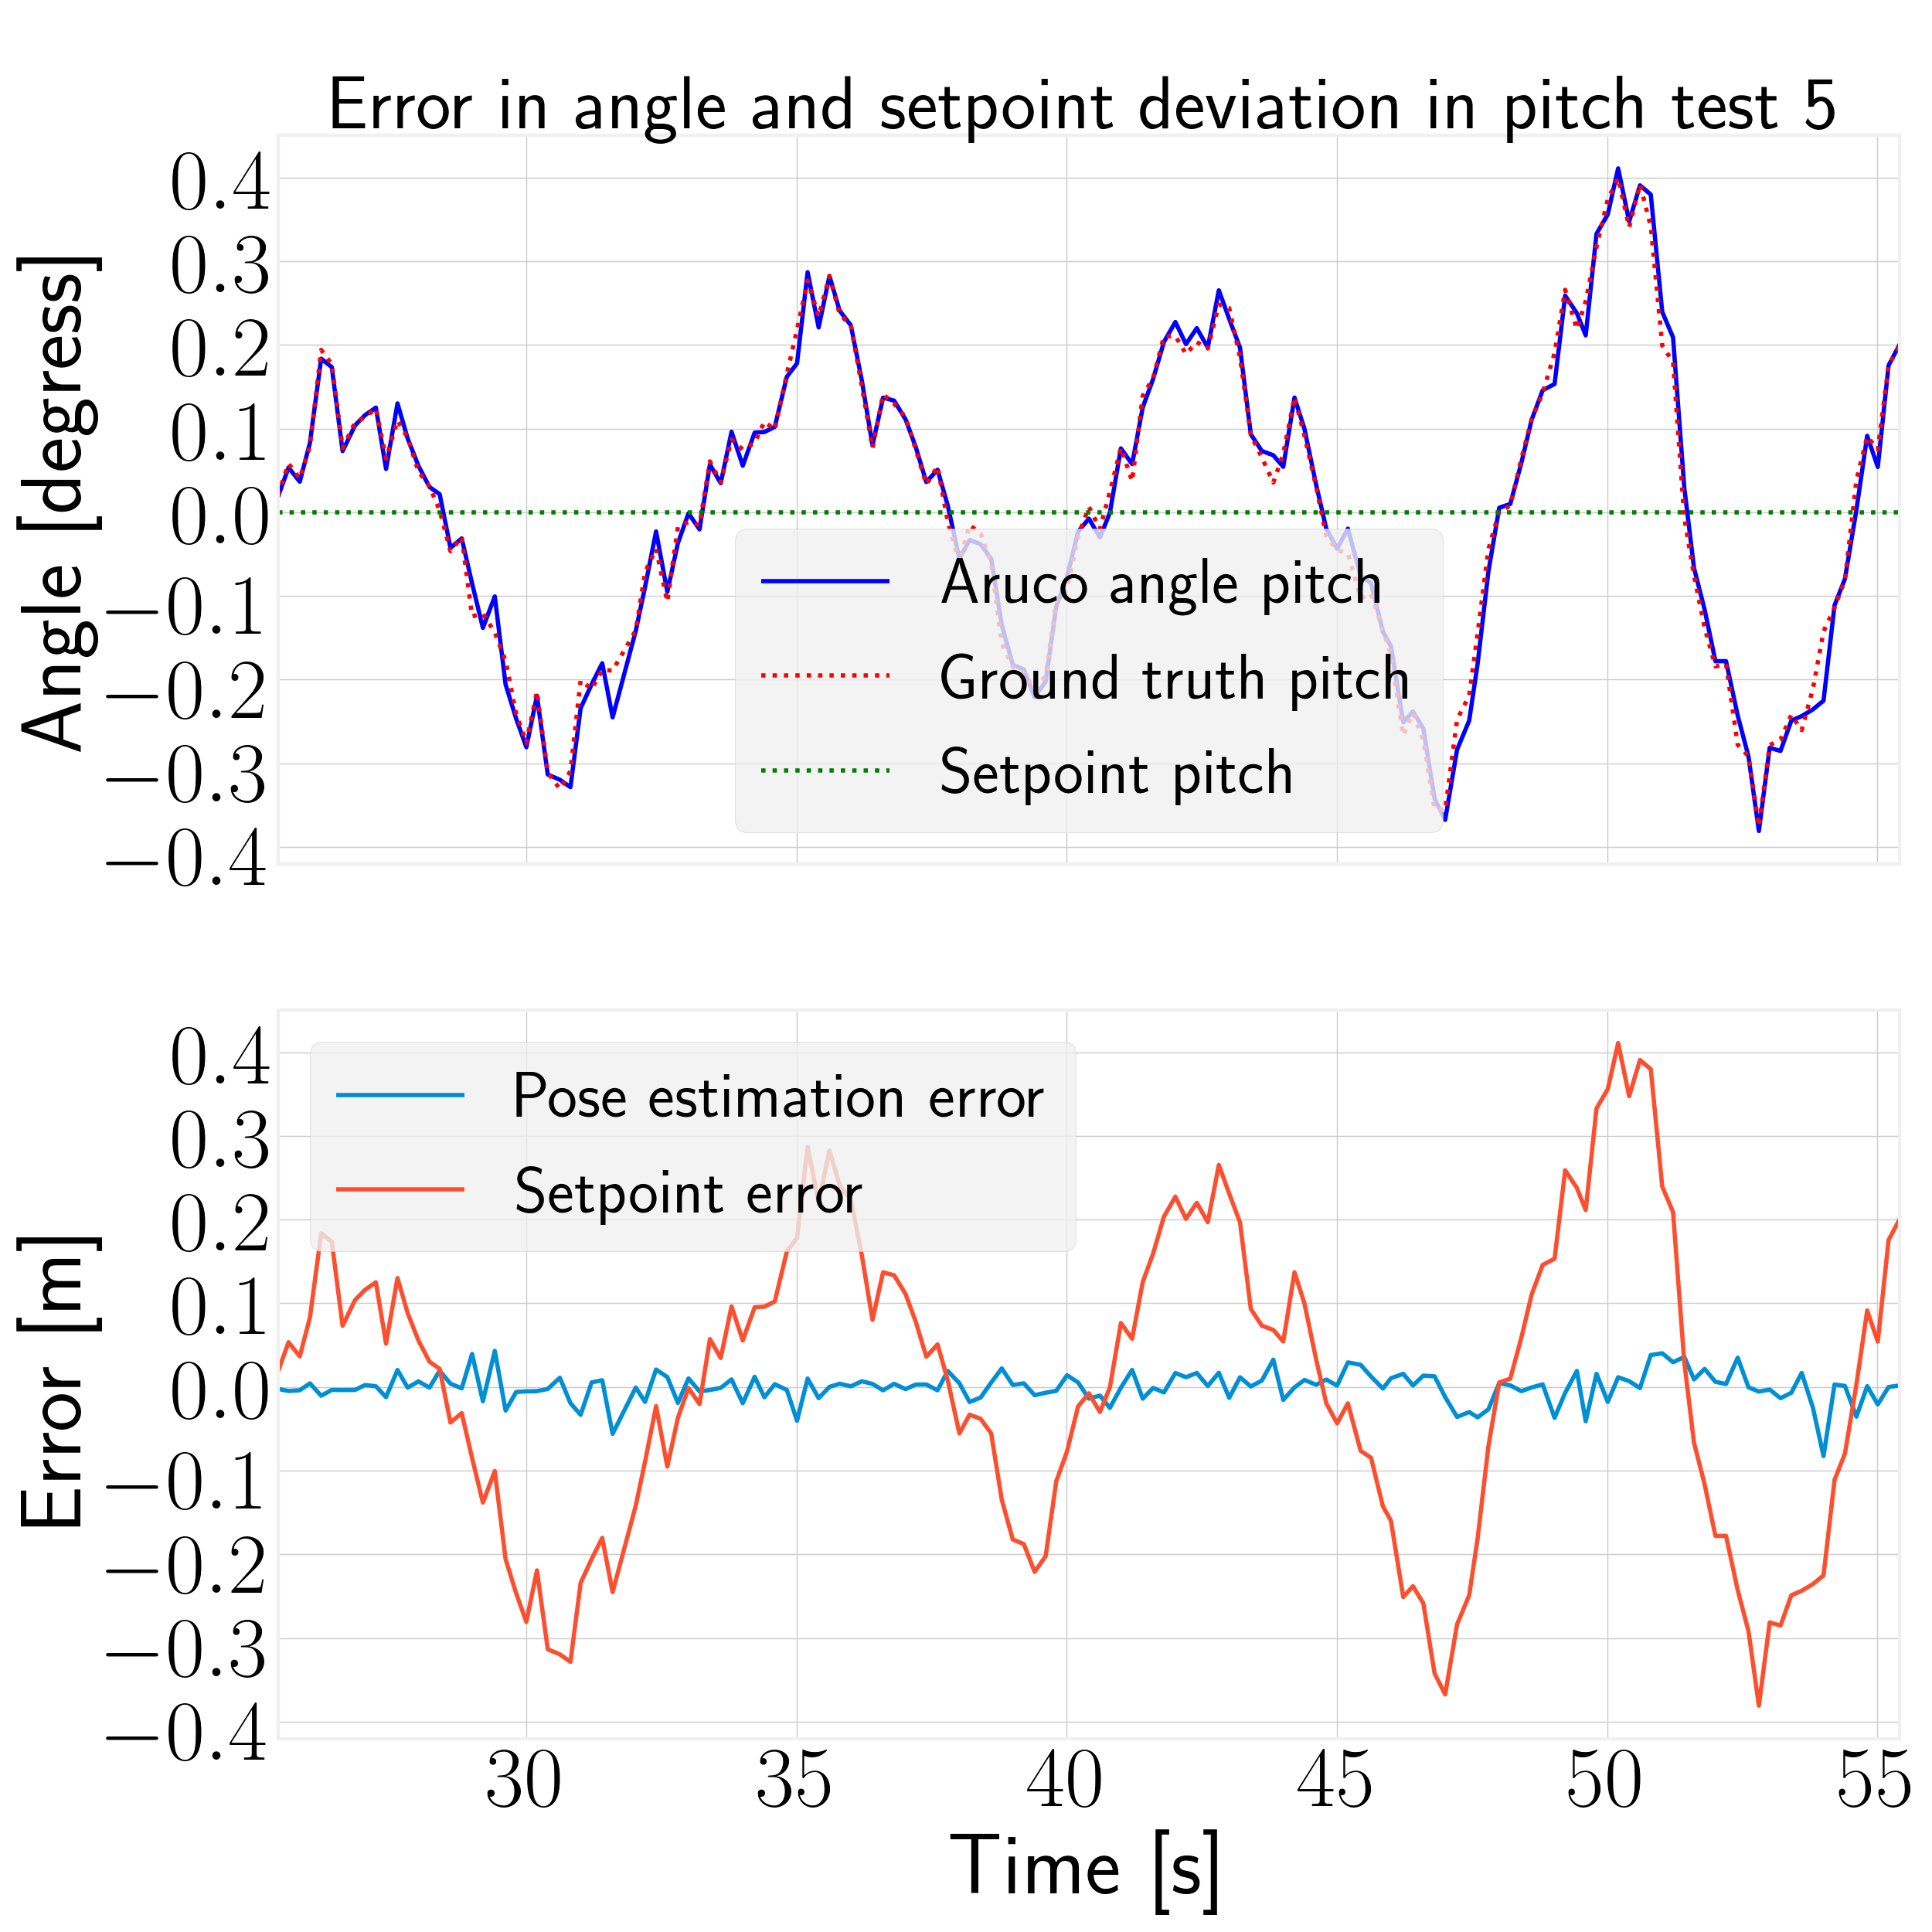 Error in angle and setpoint deviation in pitch test 5
Angle [degress]
0.4
0.3
0.2
0.1
0.0
−0.1
−0.2
−0.3
−0.4
Aruco angle pitch
Ground truth pitch
Setpoint pitch
Error [m]
0.4
0.3
0.2
0.1
0.0
−0.1
−0.2
−0.3
−0.4
Pose estimation error
Setpoint error
30 35 40 45 50 55
Time [s]